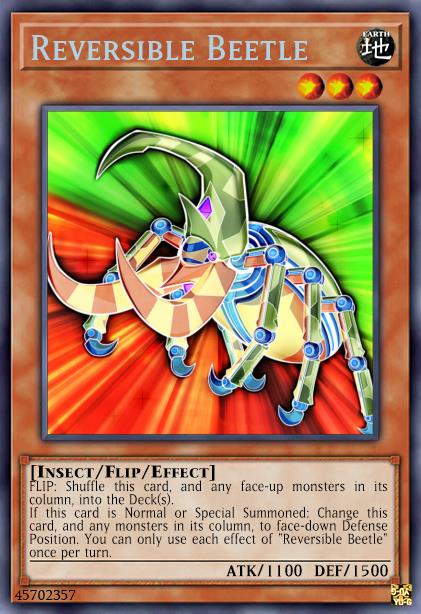 Reversible Beetle
EARTH
地
[Insect/Flip/Effect]
FLIP: Shuffle this card, and any face-up monsters in its
column, into the Deck(s).
If this card is Normal or Special Summoned: Change this
card, and any monsters in its column, to face-down Defense
Position. You can only use each effect of "Reversible Beetle"
once per turn.
ATK/1100 DEF/1500
45702357